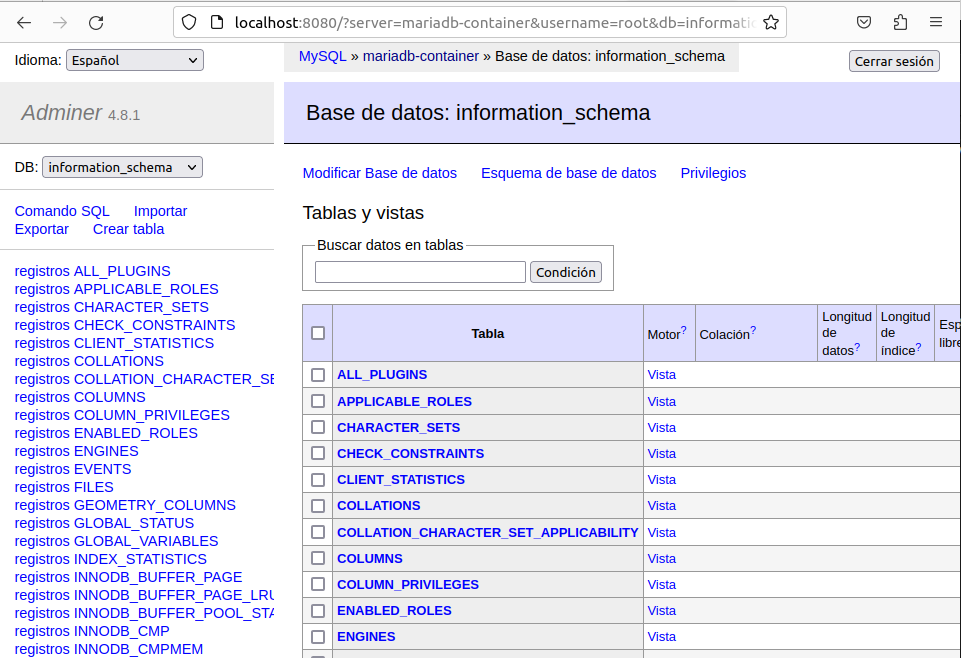 localhost:8080/?server=mariadb-container&username=root&db=informati
Idioma: Español
MySQL » mariadb-container » Base de datos: information_schema
Cerrar sesión
Adminer 4.8.1
Base de datos: information_schema
DB: information_schema
Modificar Base de datos Esquema de base de datos Privilegios
Comando SQL Importar
Exportar Crear tabla
Tablas y vistas
Buscar datos en tablas
Condición
registros ALL_PLUGINS
registros APPLICABLE_ROLES
registros CHARACTER_SETS
registros CHECK_CONSTRAINTS
registros CLIENT_STATISTICS
registros COLLATIONS
registros COLLATION_CHARACTER_SE
registros COLUMNS
registros COLUMN_PRIVILEGES
registros ENABLED_ROLES
registros ENGINES
registros EVENTS
registros FILES
registros GEOMETRY_COLUMNS
registros GLOBAL_STATUS
registros GLOBAL_VARIABLES
registros INDEX_STATISTICS
registros INNODB_BUFFER_PAGE
registros INNODB_BUFFER_PAGE_LRU
registros INNODB_BUFFER_POOL_STA
registros INNODB_CMP
registros INNODB_CMPMEM
Tabla
Motor?
Colación?
Longitud
de
datos?
Longitud
de
índice?
Esp
libre
ALL_PLUGINS Vista
APPLICABLE_ROLES Vista
CHARACTER_SETS Vista
CHECK_CONSTRAINTS Vista
CLIENT_STATISTICS Vista
COLLATIONS Vista
COLLATION_CHARACTER_SET_APPLICABILITY Vista
COLUMNS Vista
COLUMN_PRIVILEGES Vista
ENABLED_ROLES Vista
ENGINES Vista